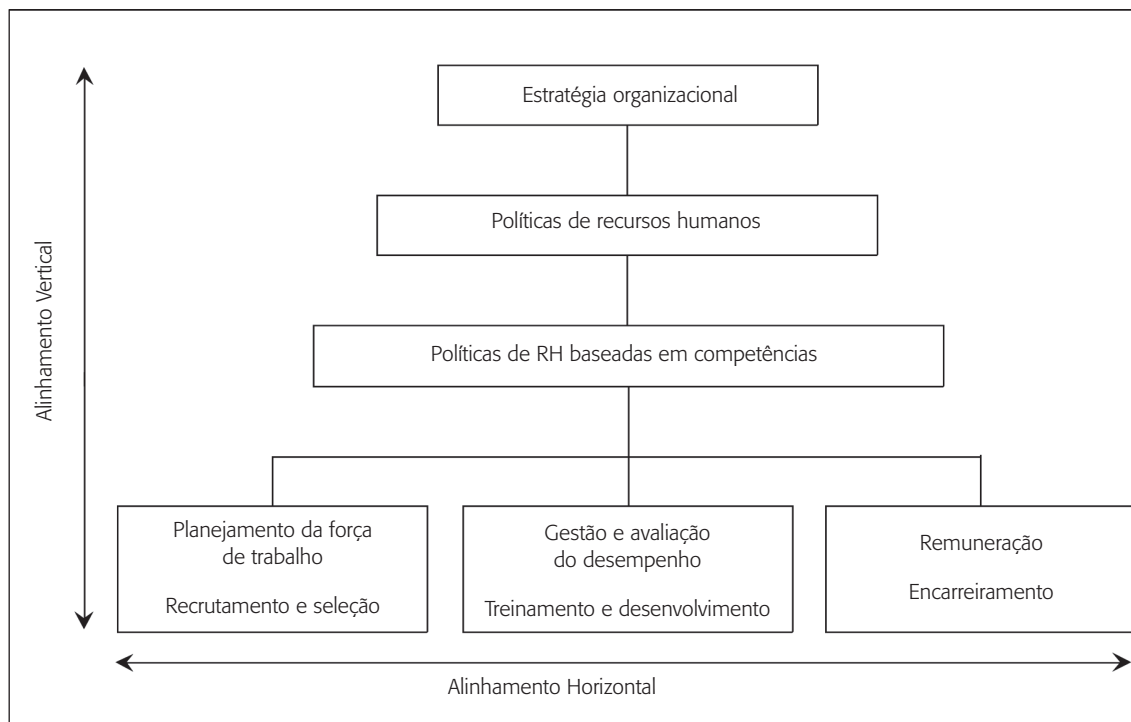 Estratégia organizacional
Políticas de recursos humanos
Políticas de RH baseadas em competências
Alinhamento Vertical
Planejamento da força
de trabalho
Recrutamento e seleção
Gestão e avaliação
do desempenho
Treinamento e desenvolvimento
Remuneração
Encarreiramento
Alinhamento Horizontal